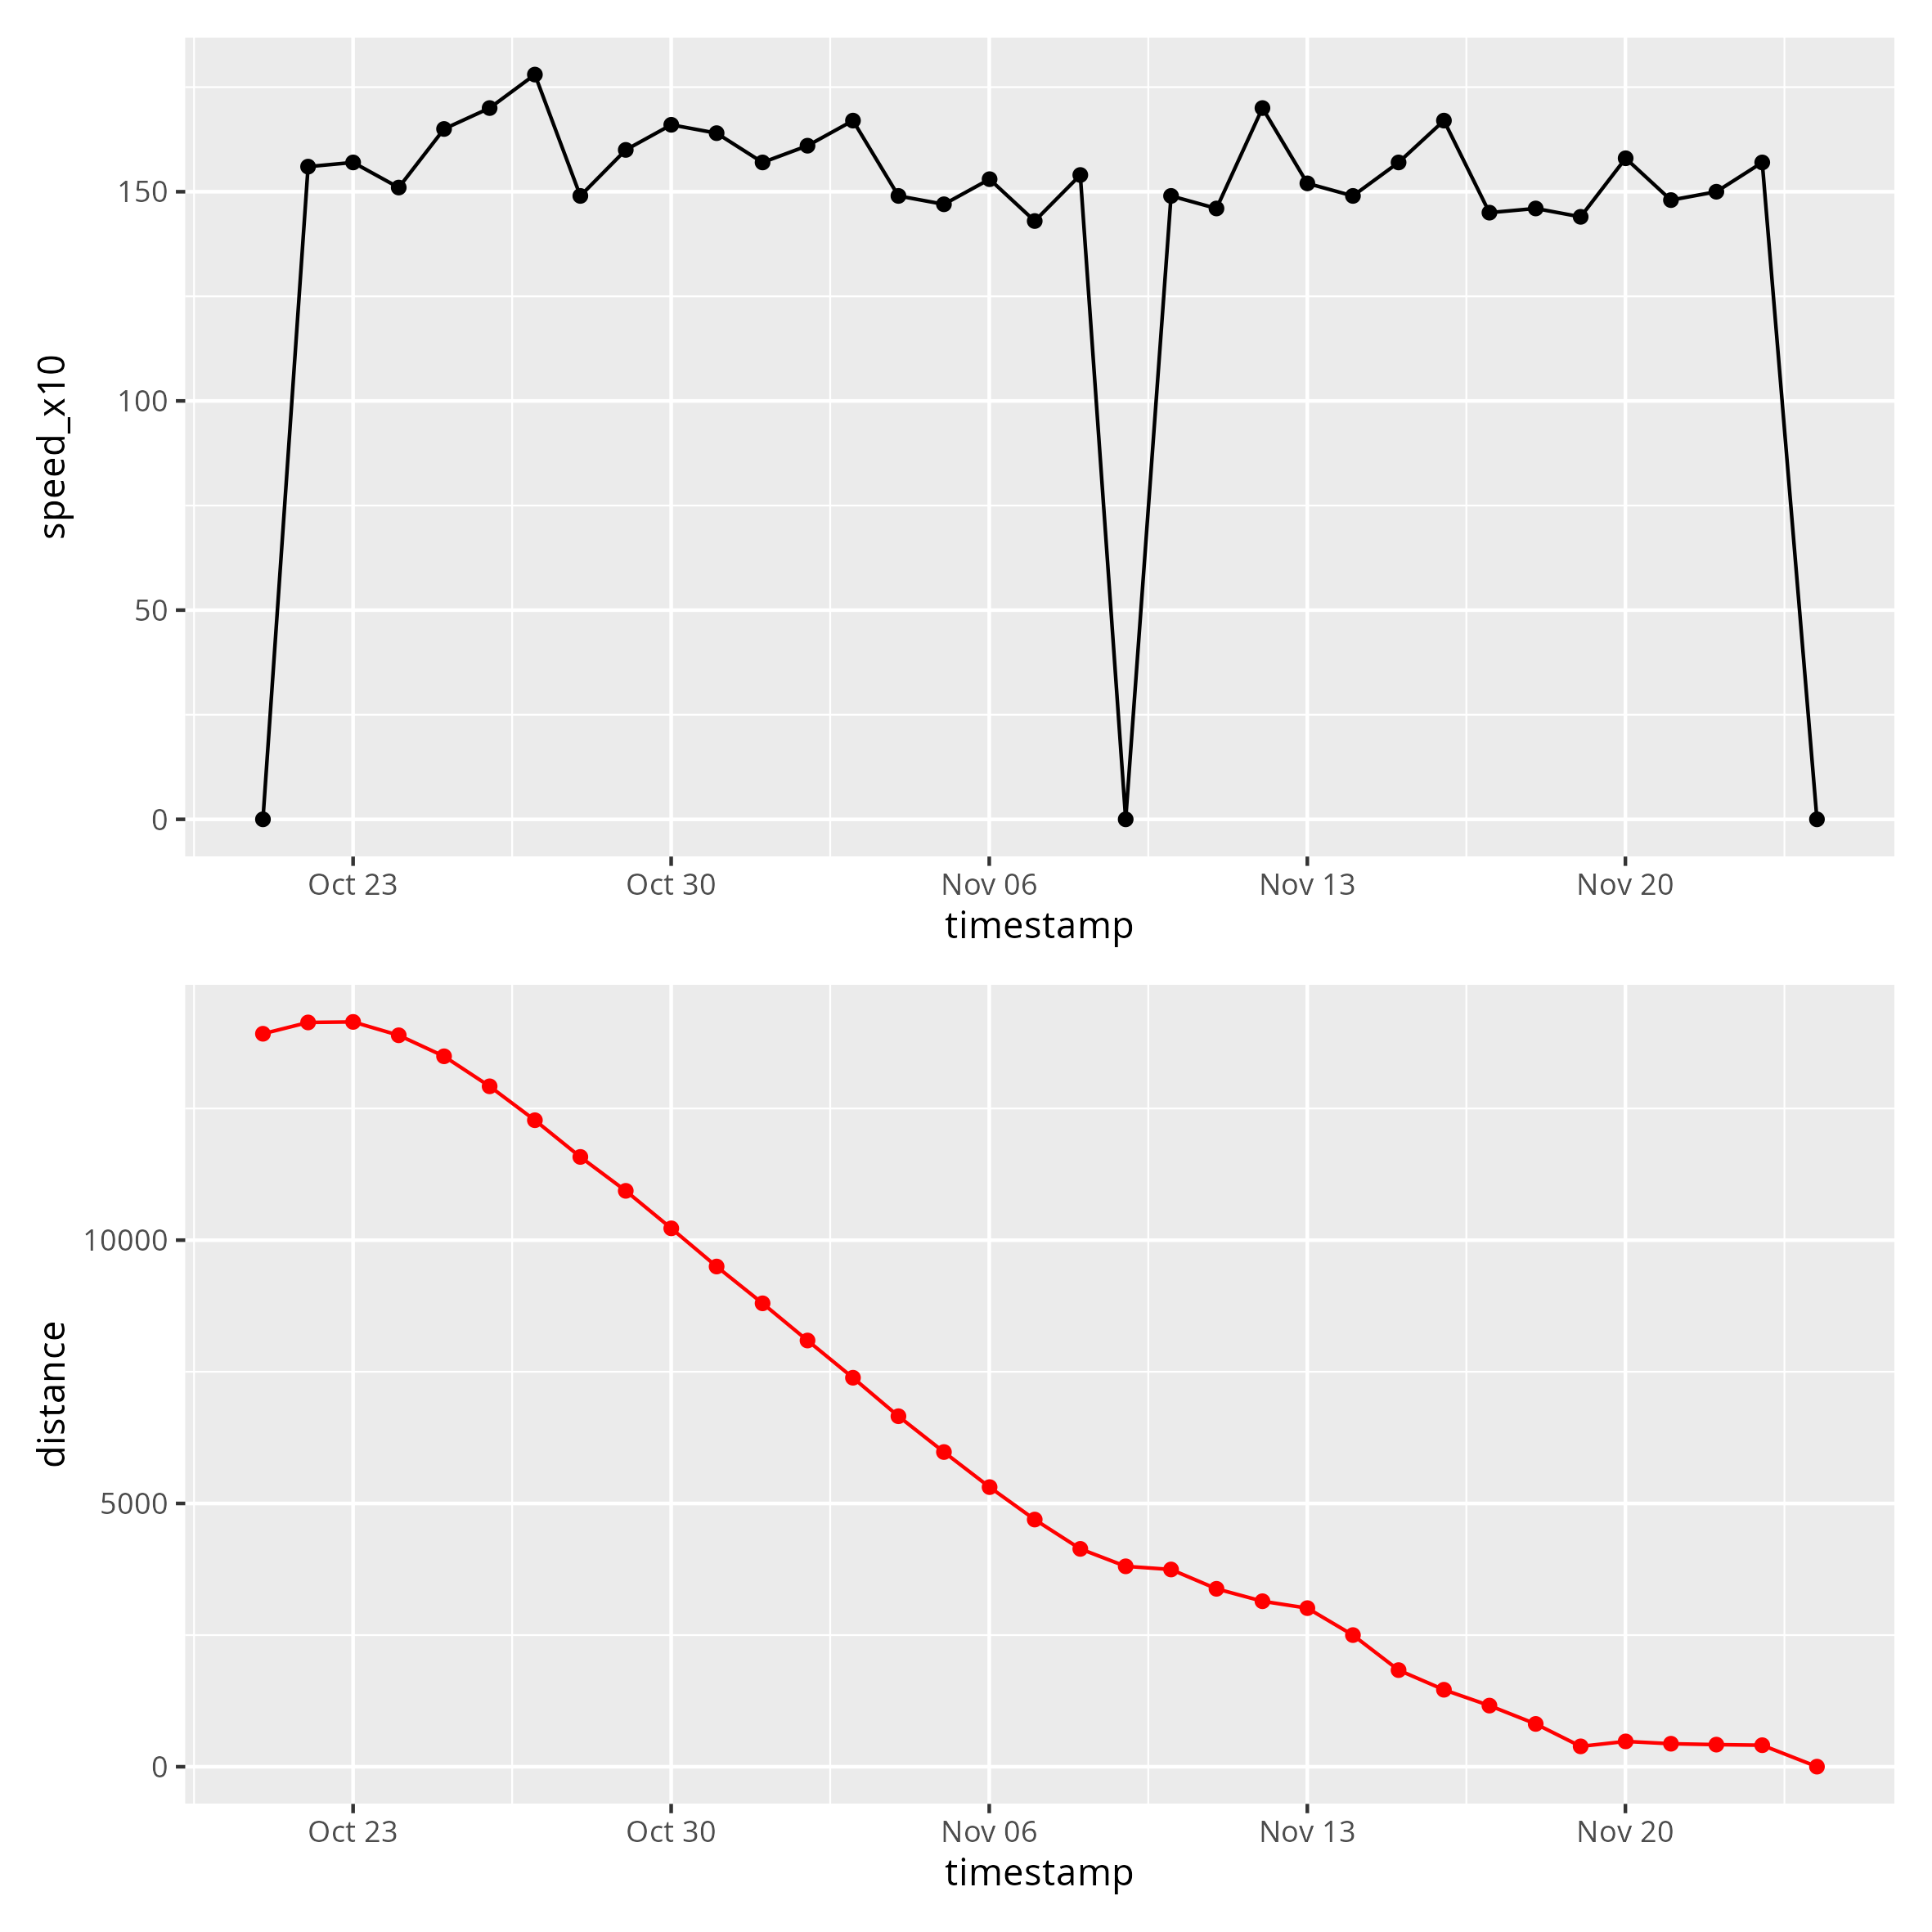 speed_x10
150
100
50
0
Oct 23 Oct 30 Nov 06 Nov 13 Nov 20
timestamp
distance
10000
5000
0
Oct 23 Oct 30 Nov 06 Nov 13 Nov 20
timestamp